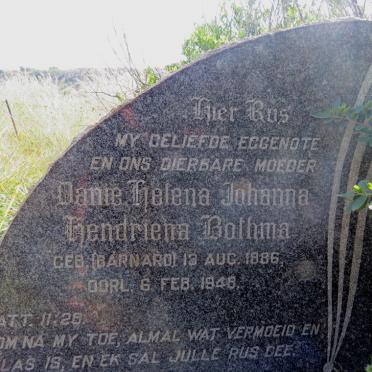 Hier Rus
MY GELIEFDE EGGENOTE
EN ONS DIERBARE MOEDER
Danie Helena Johanna
Hendriena Bothma
GEB. (BARNARD) 13 AUG. 1886,
OORL. 6 FEB. 1948.
ATT. 11:28
OM NA MY TOE, ALMAL WAT VERMOEID EN
LAS IS, EN EK SAL JULLE RUS GEE.